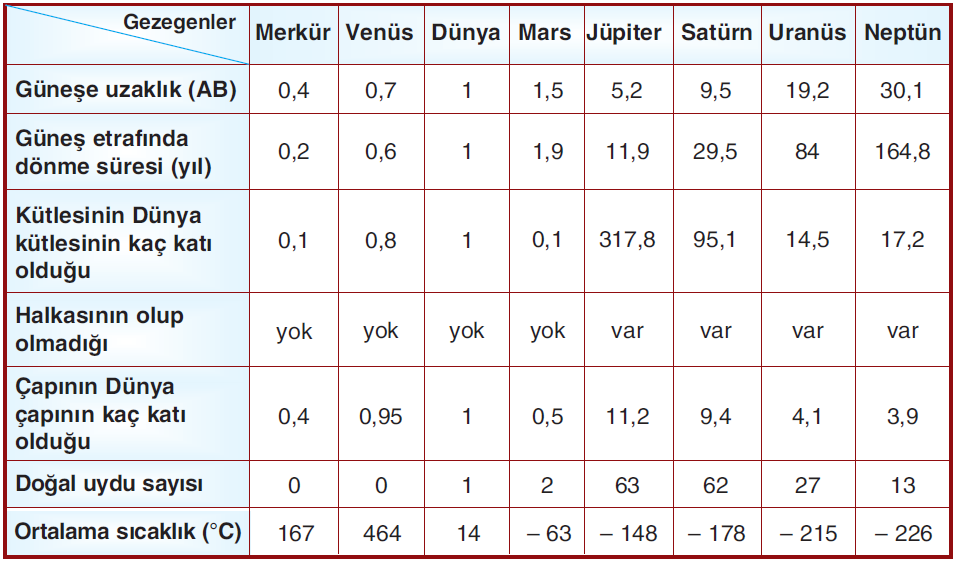 Gezegenler Merkür Venüs Dünya Mars Jüpiter Satürn Uranüs Neptün
Güneşe uzaklık (AB) 0,4 0,7 1 1,5 5,2 9,5 19,2 30,1
Güneş etrafında
dönme süresi (yıl) 0,2 0,6 1 1,9 11,9 29,5 84 164,8
Kütlesinin Dünya
kütlesinin kaç katı 0,1 0,8 1 0,1 317,8 95,1 14,5 17,2
olduğu
Halkasının olup
olmadığı yok yok yok yok var var var var
Çapının Dünya
çapının kaç katı 0,4 0,95 1 0,5 11,2 9,4 4,1 3,9
olduğu
Doğal uydu sayısı 0 0 1 2 63 62 27 13
Ortalama sıcaklık (°C) 167 464 14 – 63 – 148 – 178 – 215 – 226